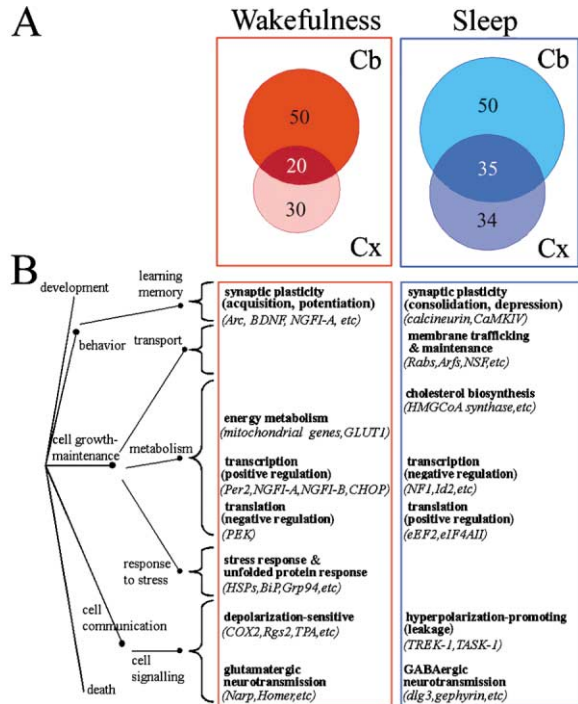 A
Wakefulness
Sleep
Cb
50
20
30
Cx
Cb
50
35
34
Cx
B
development
learning
memory
behavior
transport
cell growth-
maintenance
metabolism
response
to stress
cell
communication
cell
signalling
death
synaptic plasticity
(acquisition, potentiation)
(Arc, BDNF, NGFI-A, etc)
energy metabolism
(mitochondrial genes,GLUT1)
transcription
(positive regulation)
(Per2,NGFI-A,NGFI-B,CHOP)
translation
(negative regulation)
(PEK)
stress response &
unfolded protein response
(HSPs,BiP,Grp94,etc)
depolarization-sensitive
(COX2,Rgs2,TPA,etc)
glutamatergic
neurotransmission
(Narp,Homer,etc)
synaptic plasticity
(consolidation, depression)
(calcineurin,CaMKIV)
membrane trafficking
& maintenance
(Rabs,Arfs,NSF,etc)
cholesterol biosynthesis
(HMGCoA synthase,etc)
transcription
(negative regulation)
(NF1,Id2,etc)
translation
(positive regulation)
(eEF2,eIF4AII)
hyperpolarization-promoting
(leakage)
(TREK-1,TASK-1)
GABAergic
neurotransmission
(dlg3,gephyrin,etc)